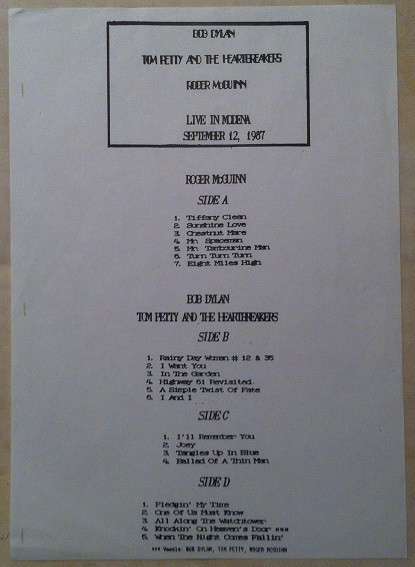 BOB DYLAN
TOM PETTY AND THE HEARTBREAKERS
ROGER McGUINN
LIVE IN MODENA
SEPTEMBER 12, 1987
ROGER McGUINN
SIDE A
1. Tiffany Clean
2. Sunshine Love
3. Chestnut Mare
4. Mr. Spaceman
5. Mr. Tambourine Man
6. Turn Turn Turn
7. Eight Miles High
BOB DYLAN
TOM PETTY AND THE HEARTBREAKERS
SIDE B
1. Rainy Day Woman # 12 & 35
2. I Want You
3. In The Garden
4. Highway 61 Revisited
5. A Simple Twist Of Fate
6. I And I
SIDE C
1. I'll Remember You
2. Joey
3. Tangles Up In Blue
4. Ballad Of A Thin Man
SIDE D
1. Pledgin' My Time
2. One Of Us Must Know
3. All Along The Watchtower
4. Knockin' On Heaven's Door ***
5. When The Night Comes Fallin'
*** Vocals: BOB DYLAN, TOM PETTY, ROGER McGUINN